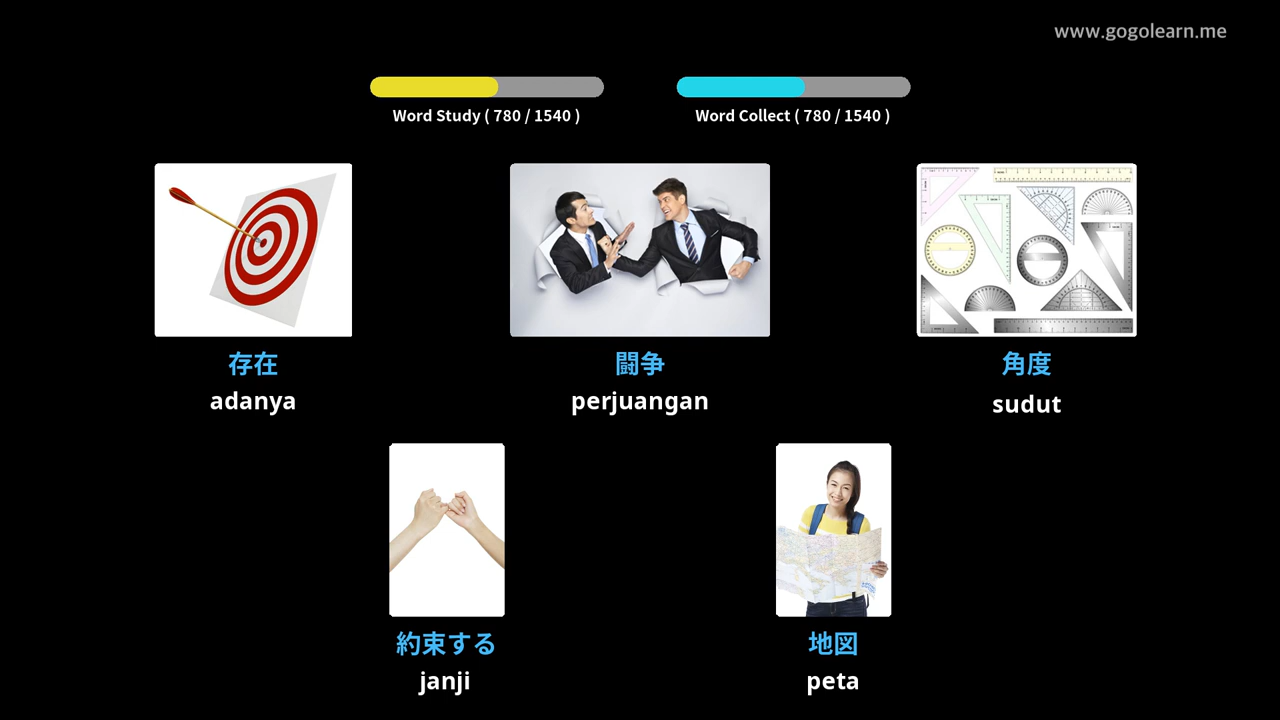 www.gogolearn.me
Word Study ( 780 / 1540 )
Word Collect ( 780 / 1540 )
存在
adanya
闘争
perjuangan
角度
sudut
約束する
janji
地図
peta